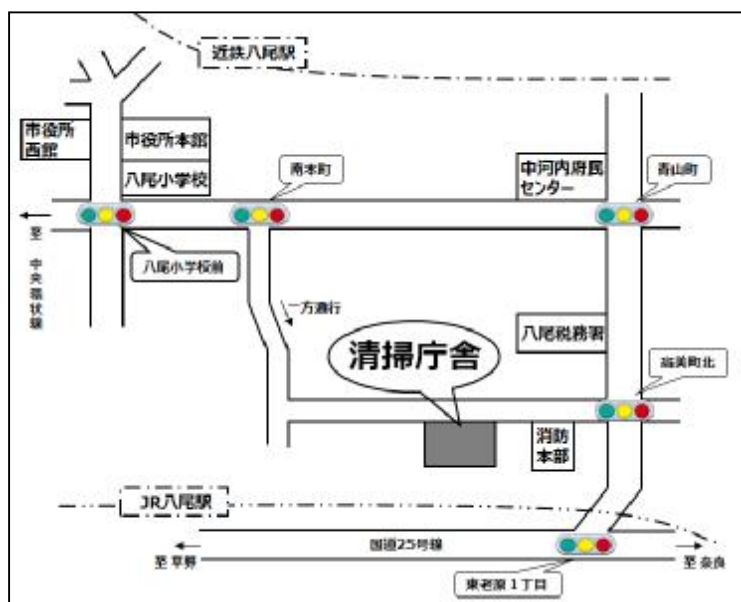 近鉄八尾駅
市役所
西館
市役所本館
八尾小学校
南本町
中河内府民
センター
青山町
八尾小学校前
至 中央環状線
一方通行
清掃庁舎
八尾税務署
高美町北
消防
本部
JR八尾駅
国道25号線
至 平野
至 奈良
東老原1丁目